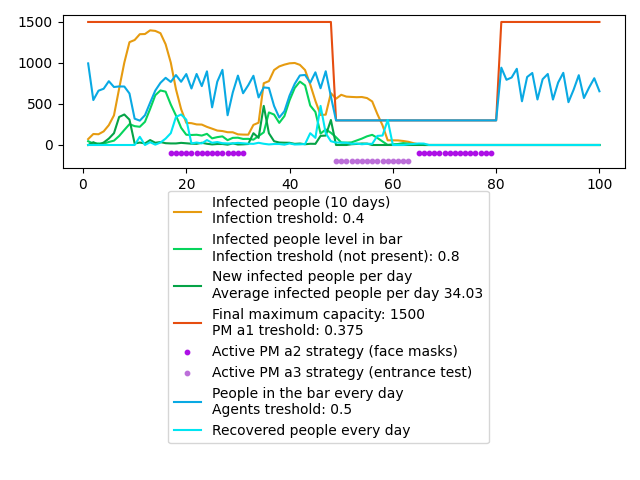 1500
1000
500
0
0
20
40
60
80
100
Infected people (10 days)
Infection treshold: 0.4
Infected people level in bar
Infection treshold (not present): 0.8
New infected people per day
Average infected people per day 34.03
Final maximum capacity: 1500
PM a1 treshold: 0.375
Active PM a2 strategy (face masks)
Active PM a3 strategy (entrance test)
People in the bar every day
Agents treshold: 0.5
Recovered people every day